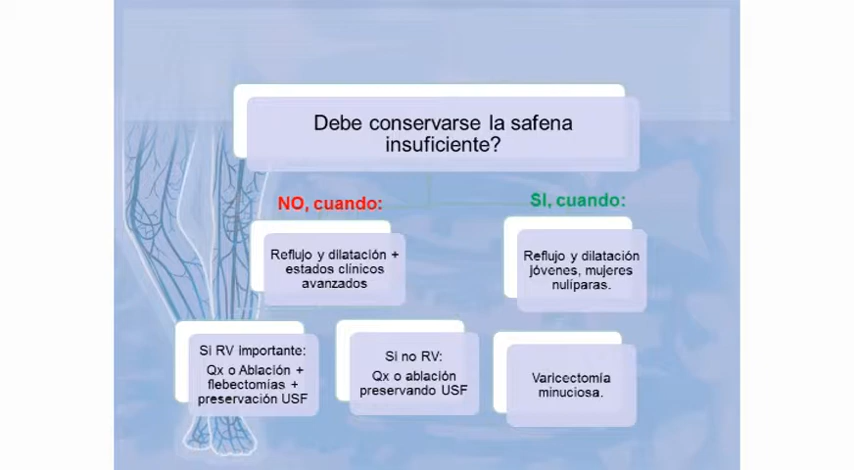 Debe conservarse la safena
insuficiente?
NO, cuando:
SI, cuando:
Reflujo y dilatación +
estados clínicos
avanzados
Reflujo y dilatación
jóvenes, mujeres
nulíparas.
Si RV importante:
Qx o Ablación +
flebectomías +
preservación USF
Si no RV:
Qx o ablación
preservando USF
Varicectomía
minuciosa.